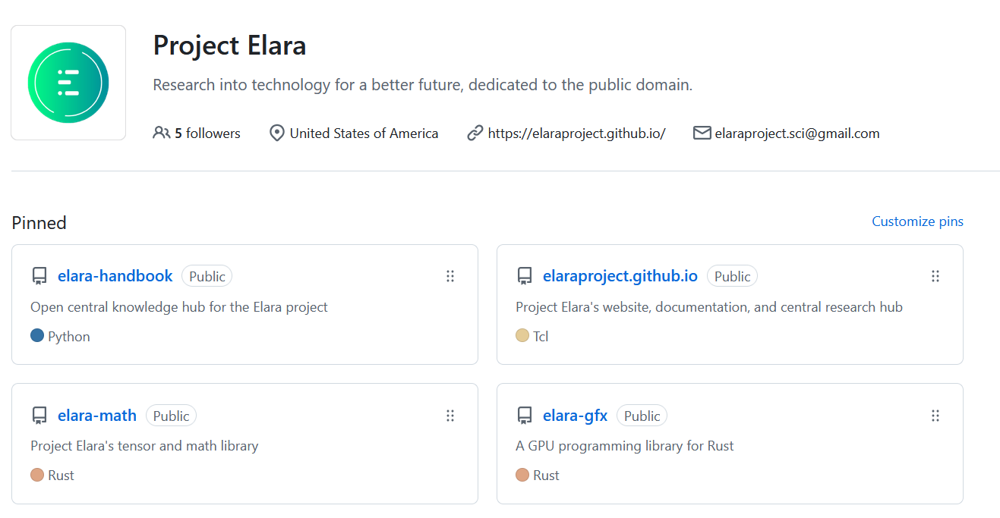 Project Elara
Research into technology for a better future, dedicated to the public domain.
5 followers United States of America https://elaraproject.github.io/ elaraproject.sci@gmail.com
Pinned Customize pins
elara-handbook Public
Open central knowledge hub for the Elara project
Python
elaraproject.github.io Public
Project Elara's website, documentation, and central research hub
Tcl
elara-math Public
Project Elara's tensor and math library
Rust
elara-gfx Public
A GPU programming library for Rust
Rust